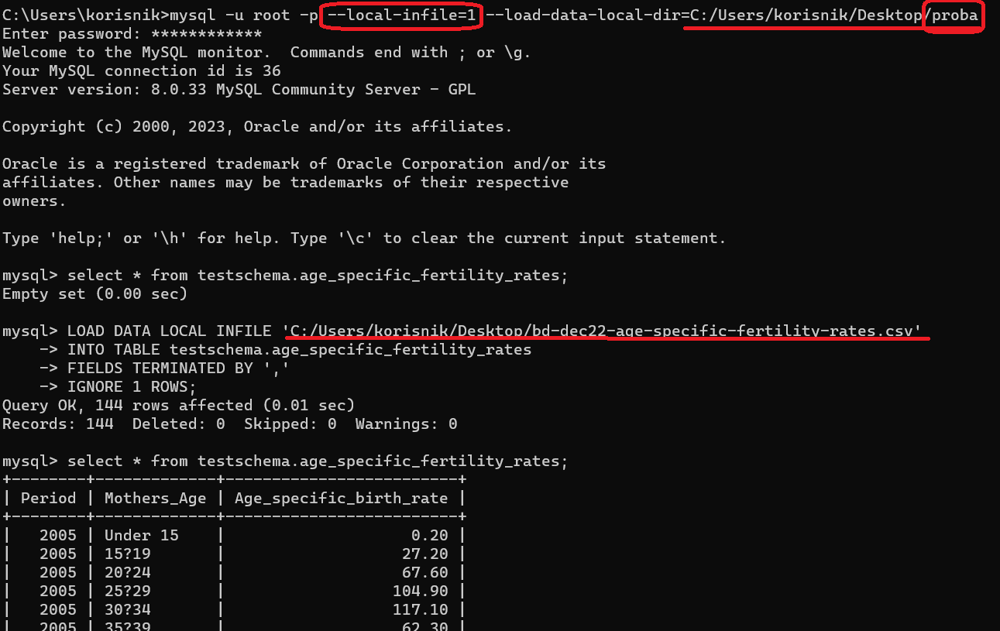 C:\Users\korisnik>mysql -u root -p --local-infile=1 --load-data-local-dir=C:/Users/korisnik/Desktop/proba
Enter password: ************
Welcome to the MySQL monitor.  Commands end with ; or \g.
Your MySQL connection id is 36
Server version: 8.0.33 MySQL Community Server - GPL

Copyright (c) 2000, 2023, Oracle and/or its affiliates.

Oracle is a registered trademark of Oracle Corporation and/or its
affiliates. Other names may be trademarks of their respective
owners.

Type 'help;' or '\h' for help. Type '\c' to clear the current input statement.

mysql> select * from testschema.age_specific_fertility_rates;
Empty set (0.00 sec)

mysql> LOAD DATA LOCAL INFILE 'C:/Users/korisnik/Desktop/bd-dec22-age-specific-fertility-rates.csv'
    -> INTO TABLE testschema.age_specific_fertility_rates
    -> FIELDS TERMINATED BY ','
    -> IGNORE 1 ROWS;
Query OK, 144 rows affected (0.01 sec)
Records: 144  Deleted: 0  Skipped: 0  Warnings: 0

mysql> select * from testschema.age_specific_fertility_rates;
+--------+-------------+-------------------------+
| Period | Mothers_Age | Age_specific_birth_rate |
+--------+-------------+-------------------------+
|   2005 | Under 15    |                    0.20 |
|   2005 | 15?19       |                   27.20 |
|   2005 | 20?24       |                   67.60 |
|   2005 | 25?29       |                  104.90 |
|   2005 | 30?34       |                  117.10 |
|   2005 | 35?39       |                   62.30 |